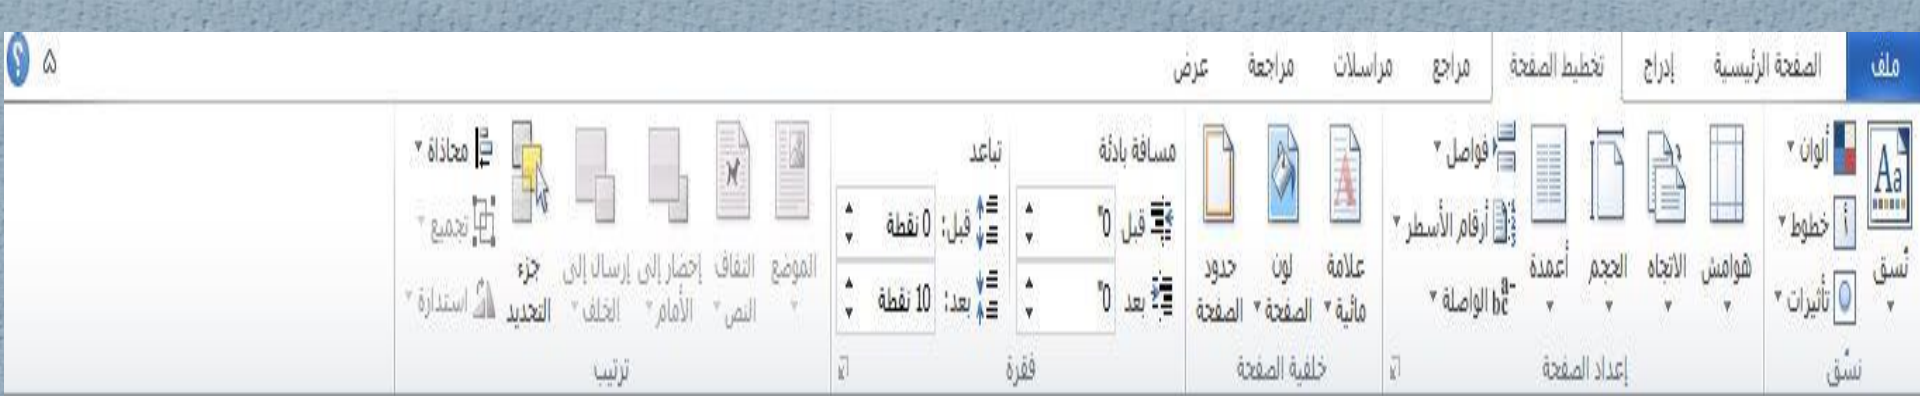 ملف الصفحة الرئيسية إدراج تخطيط الصفحة مراجع مراسلات مراجعة عرض
نسق
ألوان
خطوط
تأثيرات
نسق
هوامش
الاتجاه
الحجم
أعمدة
فواصل
أرقام الأسطر
الواصلة
إعداد الصفحة
علامة
مائية
لون
الصفحة
حدود
الصفحة
خلفية الصفحة
مسافة بادئة
قبل 0"
بعد 0"
تباعد
قبل: 0 نقطة
بعد: 10 نقطة
فقرة
الموضع
التفاف
النص
إحضار إلى
الأمام
إرسال إلى
الخلف
جزء
التحديد
محاذاة
تجميع
استدارة
ترتيب